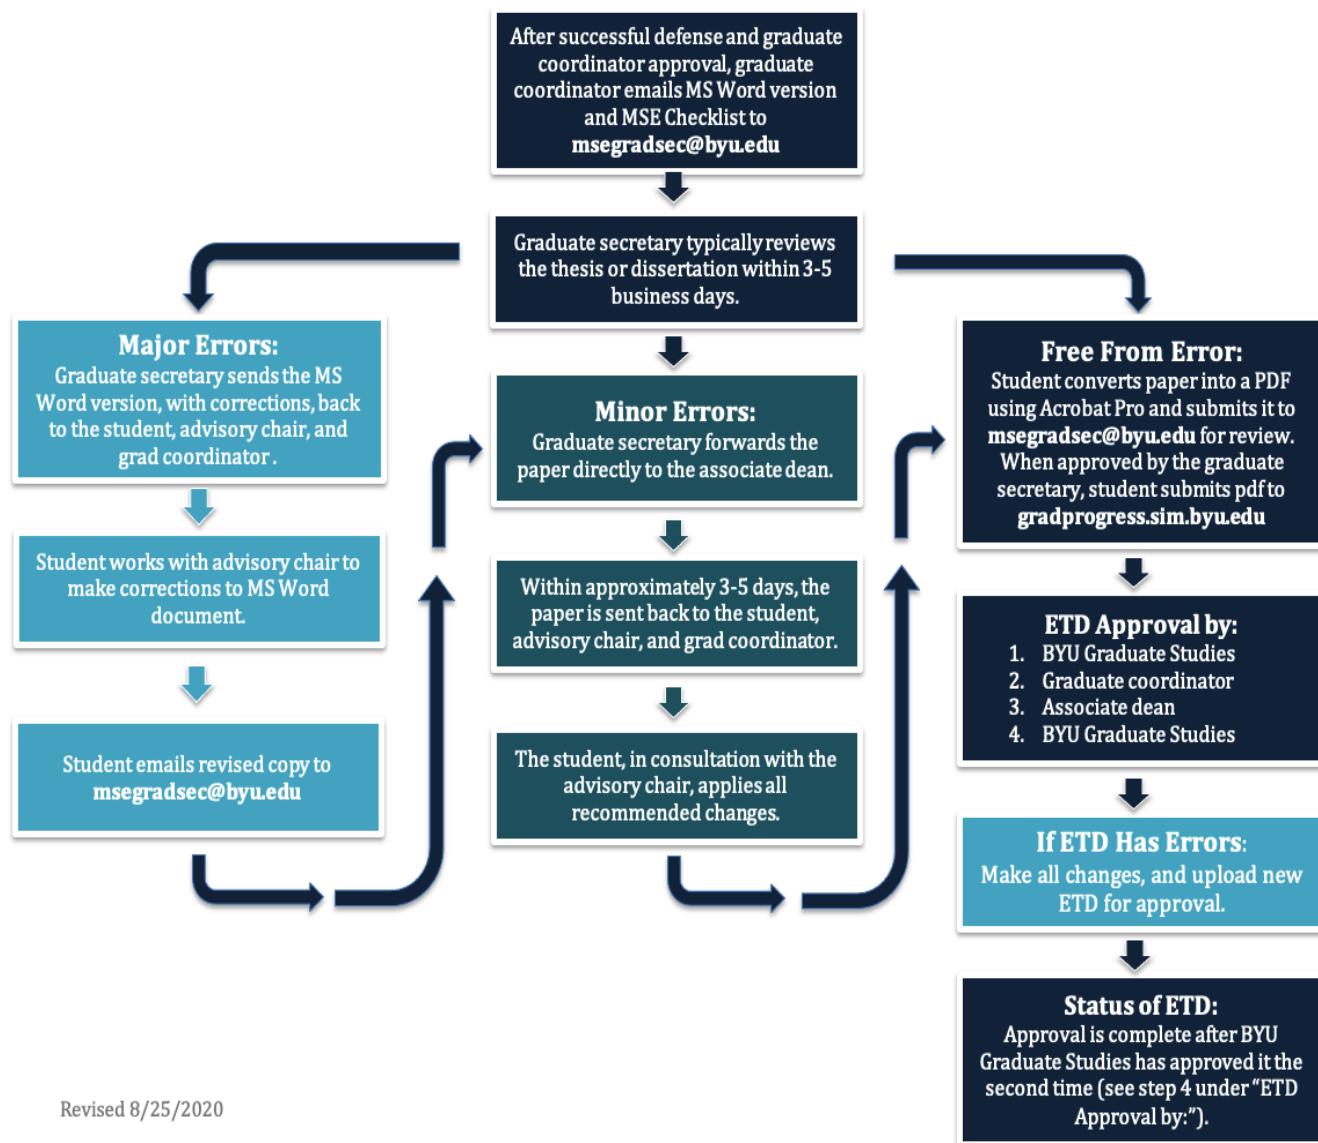 After successful defense and graduate
coordinator approval, graduate
coordinator emails MS Word version
and MSE Checklist to
msegradsec@byu.edu
Graduate secretary typically reviews
the thesis or dissertation within 3-5
business days.
Major Errors:
Graduate secretary sends the MS
Word version, with corrections, back
to the student, advisory chair, and
grad coordinator .
Student works with advisory chair to
make corrections to MS Word
document.
Student emails revised copy to
msegradsec@byu.edu
Minor Errors:
Graduate secretary forwards the
paper directly to the associate dean.
Within approximately 3-5 days, the
paper is sent back to the student,
advisory chair, and grad coordinator.
The student, in consultation with the
advisory chair, applies all
recommended changes.
Free From Error:
Student converts paper into a PDF
using Acrobat Pro and submits it to
msegradsec@byu.edu for review.
When approved by the graduate
secretary, student submits pdf to
gradprogress.sim.byu.edu
ETD Approval by:
1. BYU Graduate Studies
2. Graduate coordinator
3. Associate dean
4. BYU Graduate Studies
If ETD Has Errors:
Make all changes, and upload new
ETD for approval.
Status of ETD:
Approval is complete after BYU
Graduate Studies has approved it the
second time (see step 4 under “ETD
Approval by:”).
Revised 8/25/2020